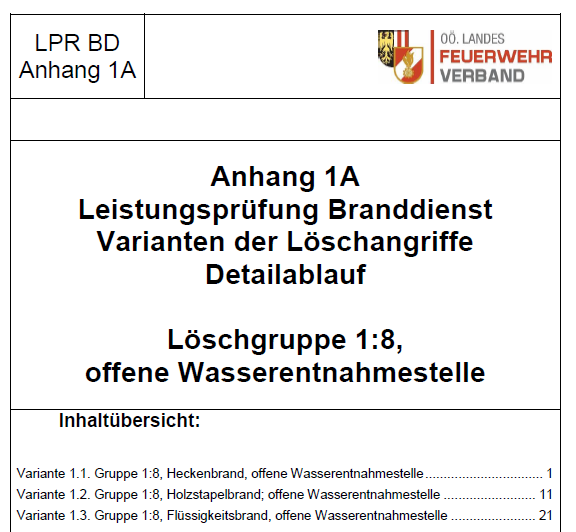 LPR BD
Anhang 1A
OÖ. LANDES
FEUERWEHR
VERBAND
Anhang 1A
Leistungsprüfung Branddienst
Varianten der Löschangriffe
Detailablauf
Löschgruppe 1:8,
offene Wasserentnahmestelle
Inhaltübersicht:
Variante 1.1. Gruppe 1:8, Heckenbrand, offene Wasserentnahmestelle ................................ 1
Variante 1.2. Gruppe 1:8, Holzstapelbrand; offene Wasserentnahmestelle ......................... 11
Variante 1.3. Gruppe 1:8, Flüssigkeitsbrand, offene Wasserentnahmestelle ....................... 21